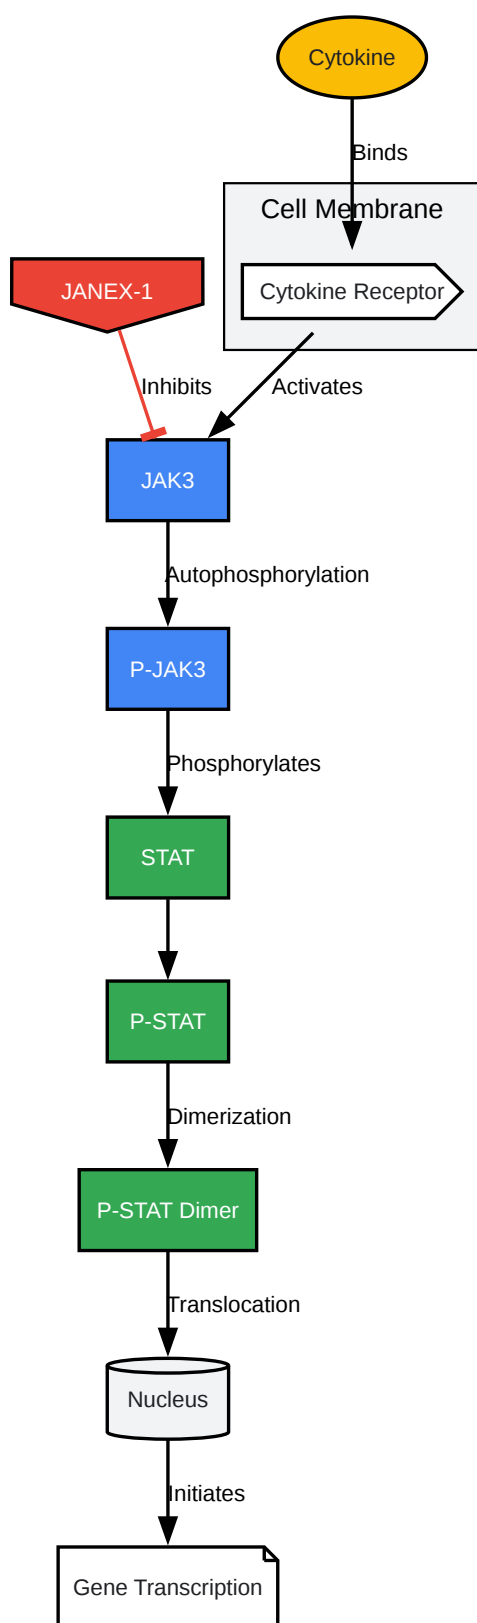 Cytokine
Binds
Cell Membrane
Cytokine Receptor
JANEX-1
Inhibits
Activates
JAK3
Autophosphorylation
P-JAK3
Phosphorylates
STAT
P-STAT
Dimerization
P-STAT Dimer
Translocation
Nucleus
Initiates
Gene Transcription